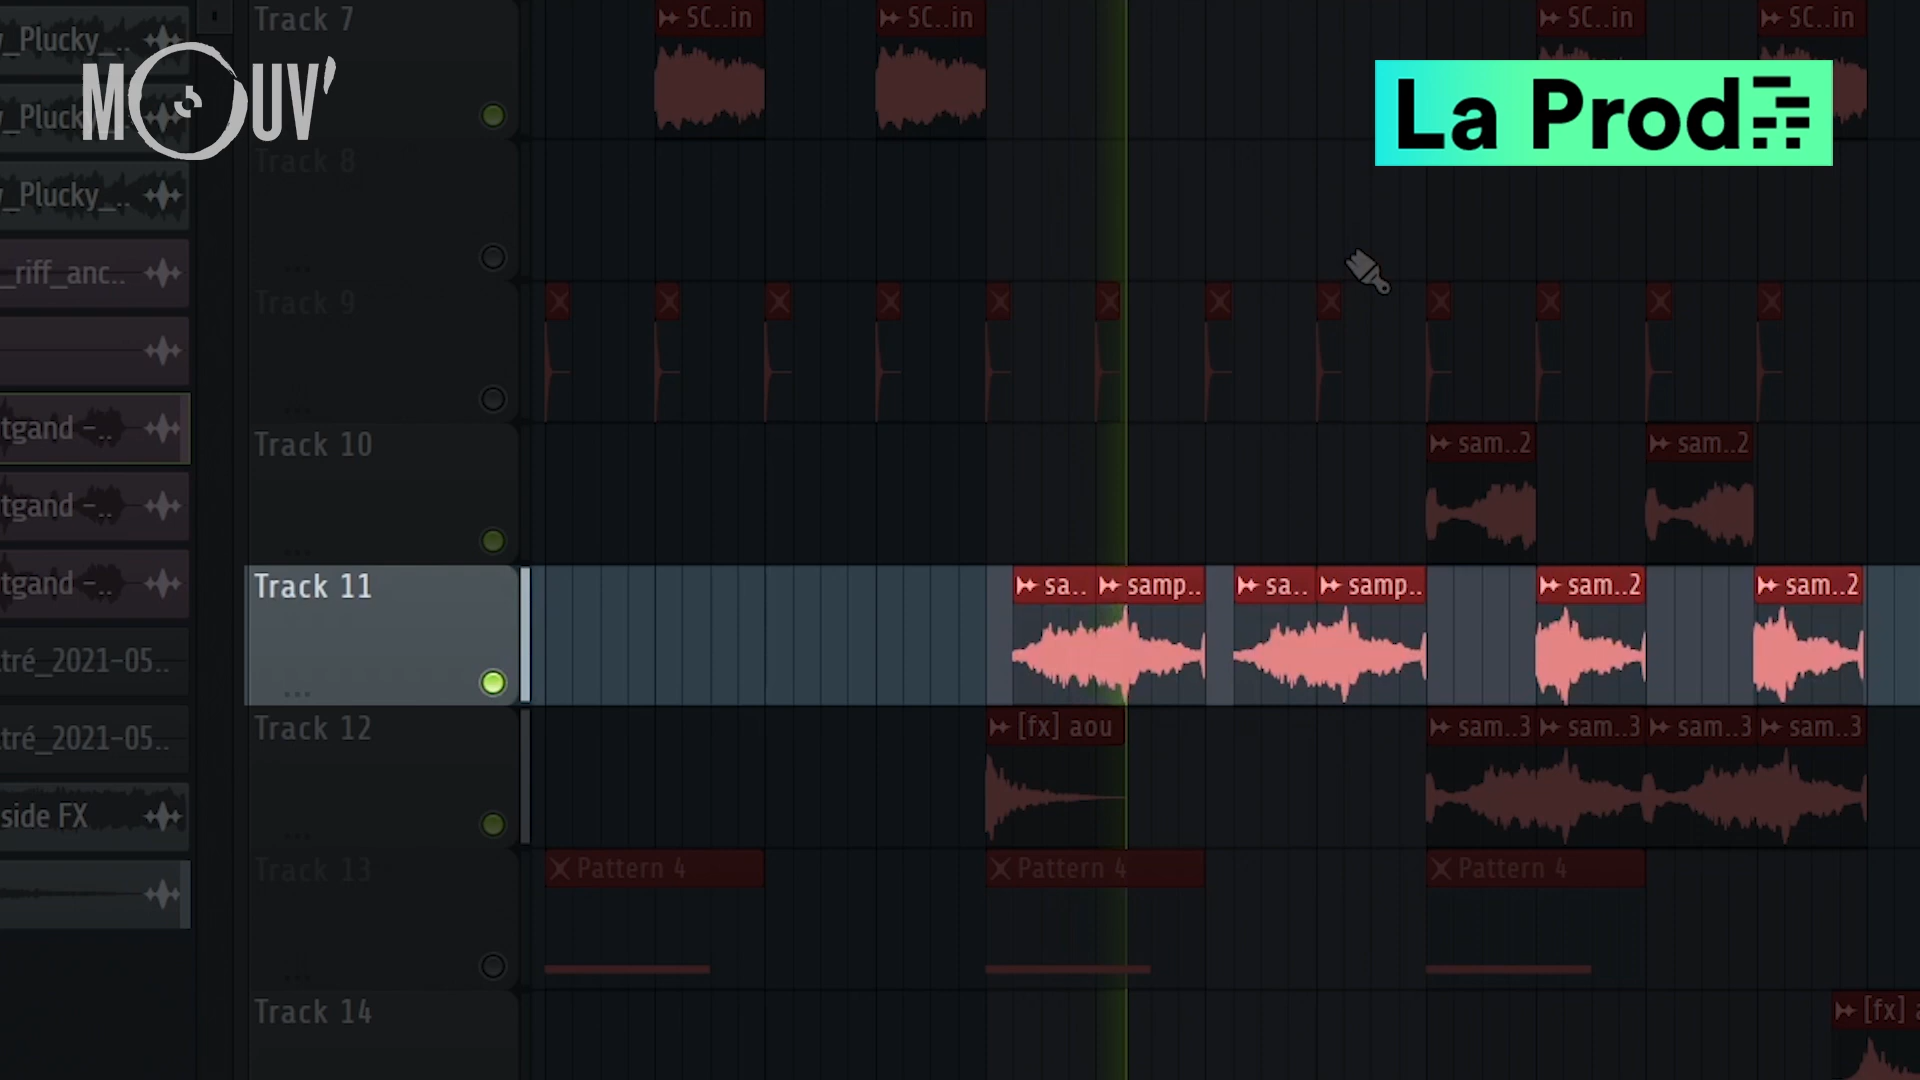 MOUV'
La Prod
y_Plucky_..
y_Plucky_..
y_Plucky_..
_riff_anc..
tgand -..
tgand -..
tgand -..
tré_2021-05..
tré_2021-05..
side FX
Track 7
SC..in
SC..in
SC..in
SC..in
Track 8
Track 9
Track 10
sam..2
sam..2
Track 11
sa..
samp..
sa..
samp..
sam..2
sam..2
Track 12
[fx] aou
sam..3
sam..3
sam..3
sam..3
Track 13
Pattern 4
Pattern 4
Pattern 4
Track 14
[fx] a